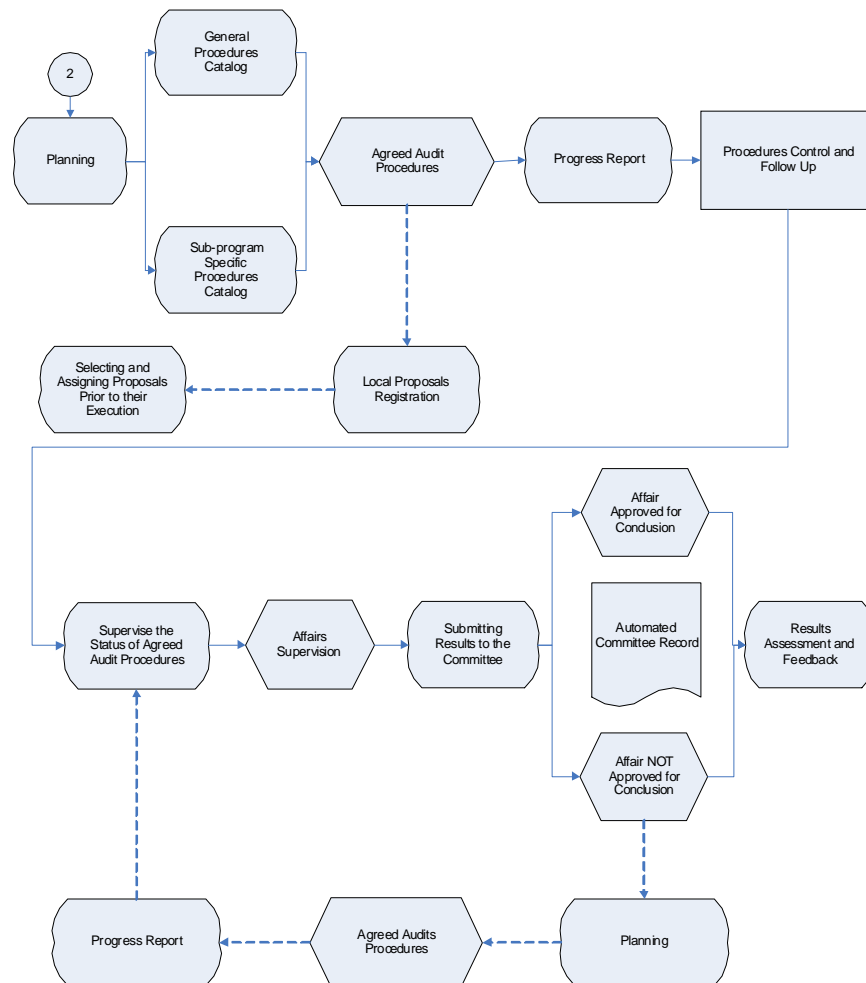 General
Procedures
Catalog
2
Planning
Agreed Audit
Procedures
Progress Report
Procedures Control and
Follow Up
Sub-program
Specific
Procedures
Catalog
Selecting and
Assigning Proposals
Prior to their
Execution
Local Proposals
Registration
Affair
Approved for
Conclusion
Supervise the
Status of Agreed
Audit Procedures
Affairs
Supervision
Submitting
Results to the
Committee
Automated
Committee Record
Results
Assessment and
Feedback
Affair NOT
Approved for
Conclusion
Progress Report
Agreed Audits
Procedures
Planning